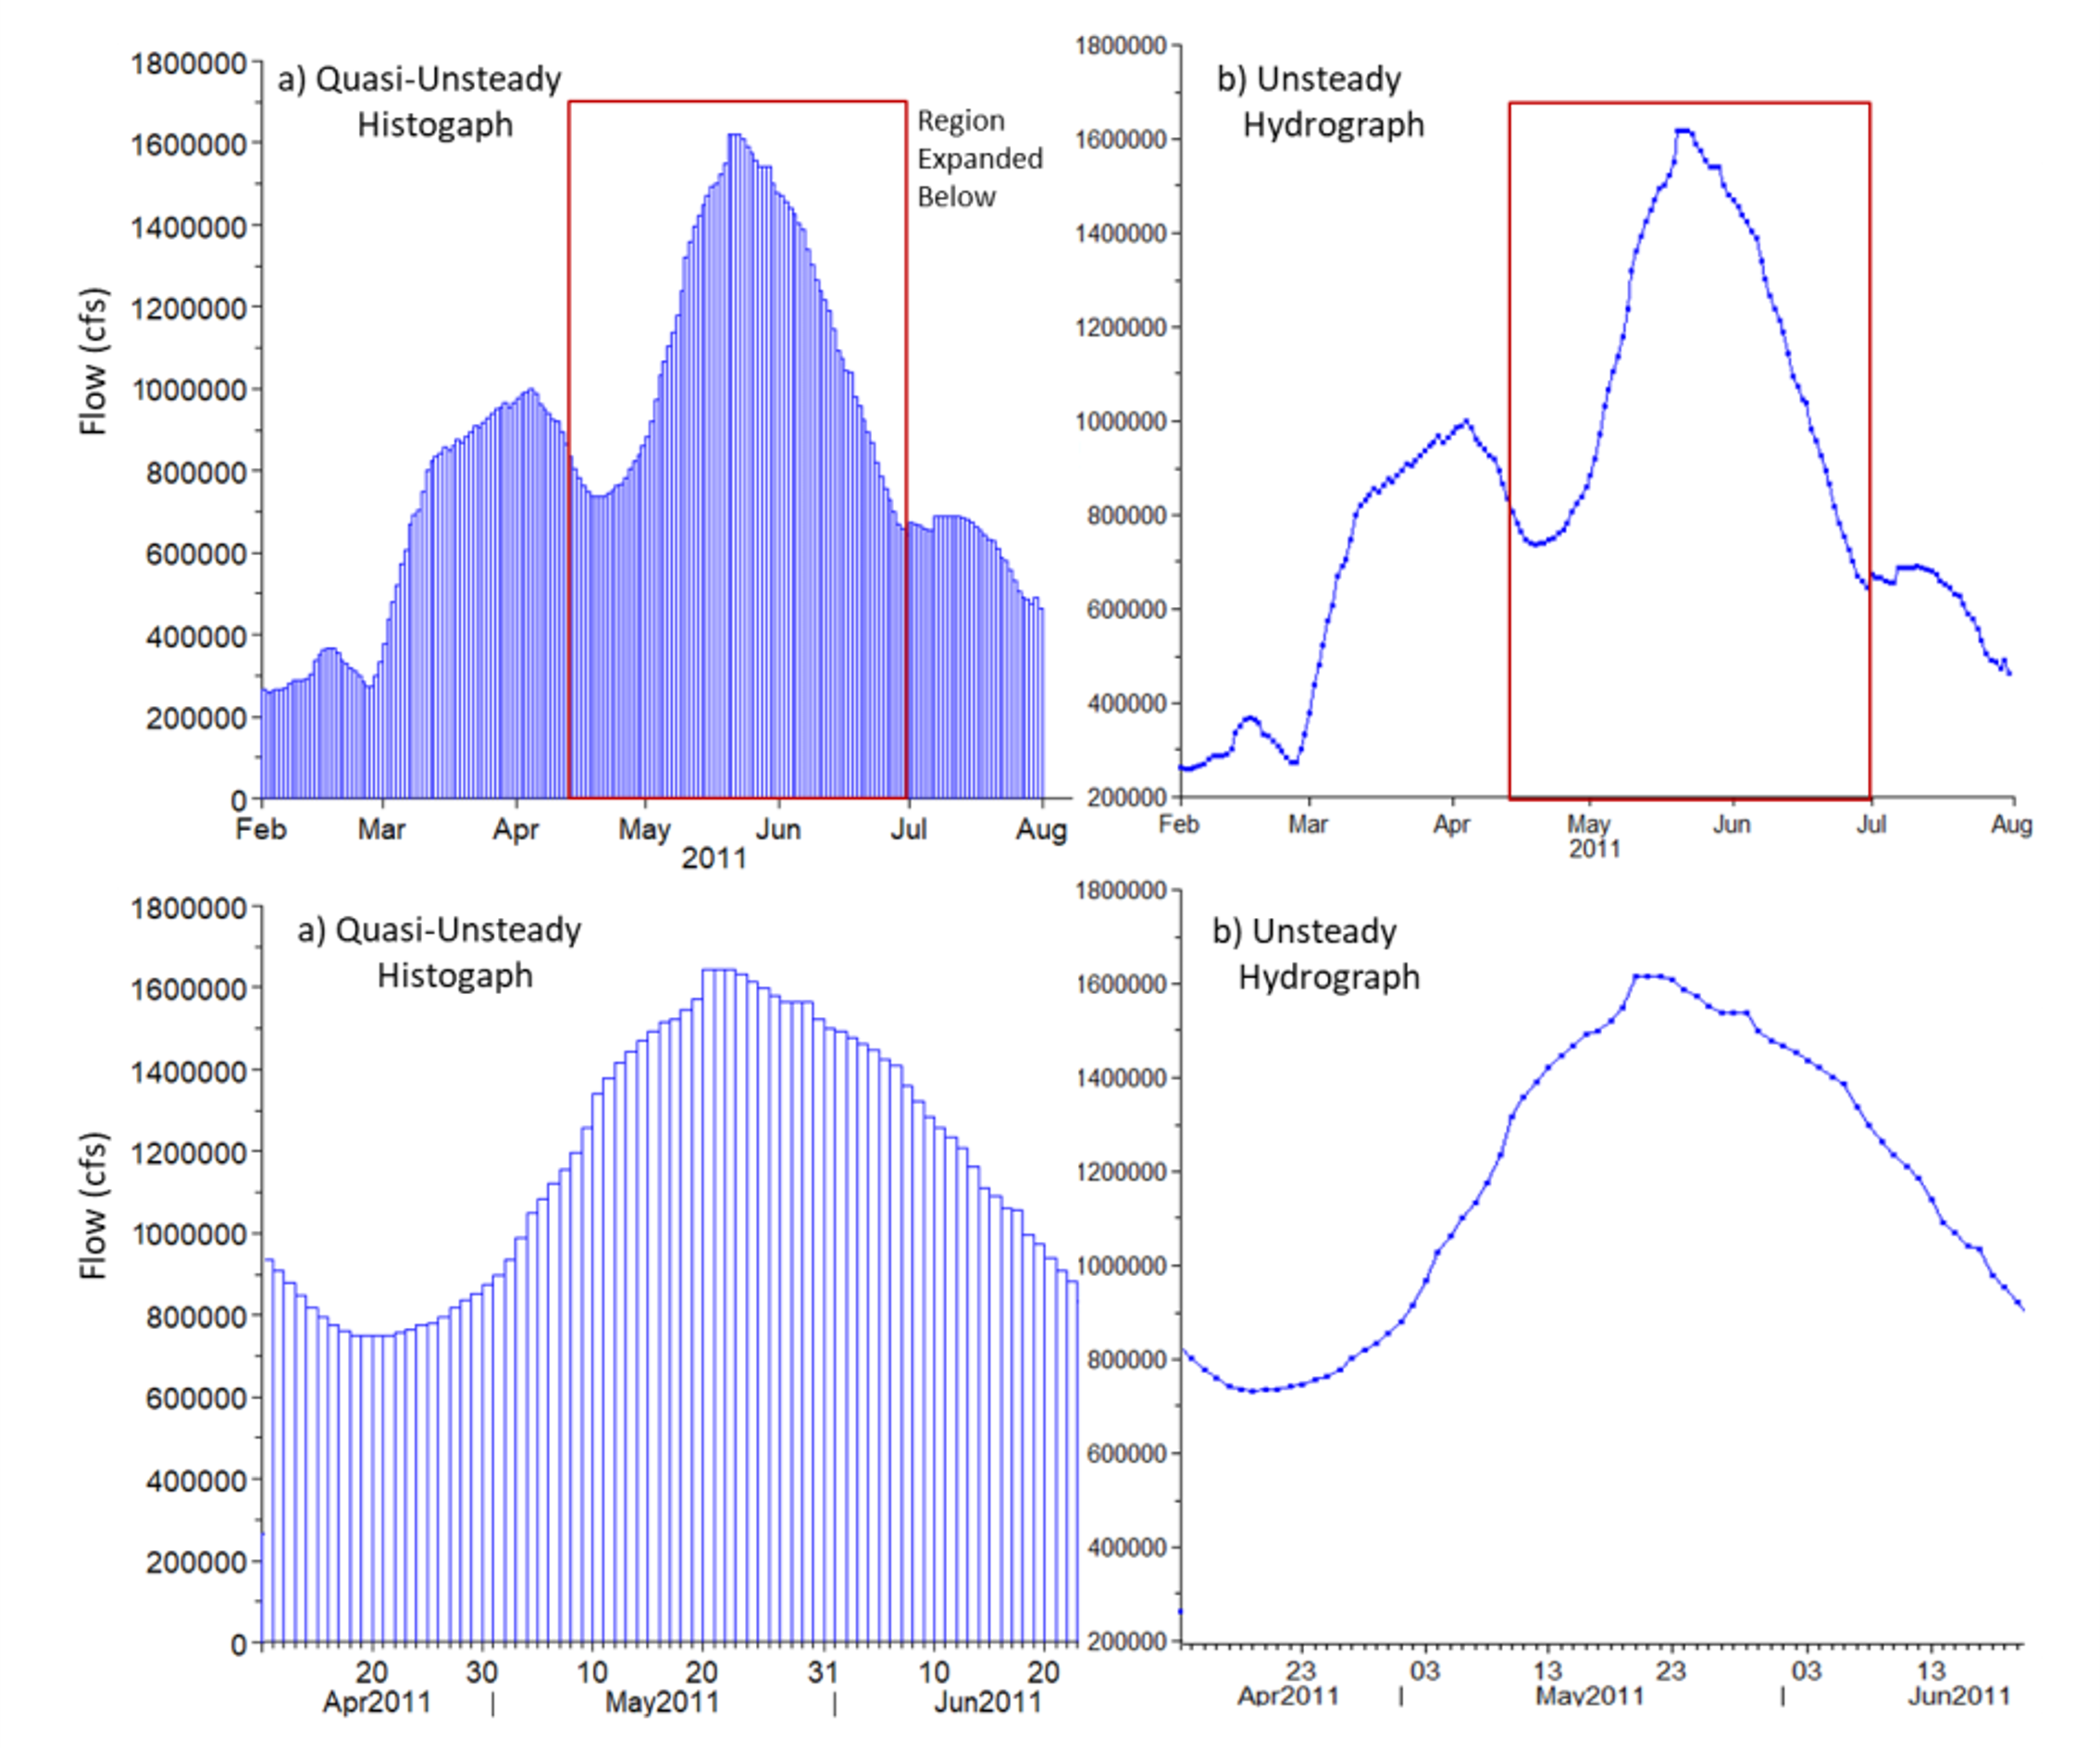 1800000
1600000
1400000
1200000
1000000
800000
600000
400000
200000
0
Flow (cfs)
a) Quasi-Unsteady
Histogaph
Region
Expanded
Below
Feb Mar Apr May Jun Jul Aug
2011
1800000
1600000
1400000
1200000
1000000
800000
600000
400000
200000
b) Unsteady
Hydrograph
Feb Mar Apr May Jun Jul Aug
2011
1800000
1600000
1400000
1200000
1000000
800000
600000
400000
200000
0
Flow (cfs)
a) Quasi-Unsteady
Histogaph
20 30 10 20 31 10 20
Apr2011 | May2011 | Jun2011
1800000
1600000
1400000
1200000
1000000
800000
600000
400000
200000
b) Unsteady
Hydrograph
23 03 13 23 03 13
Apr2011 | May2011 | Jun2011